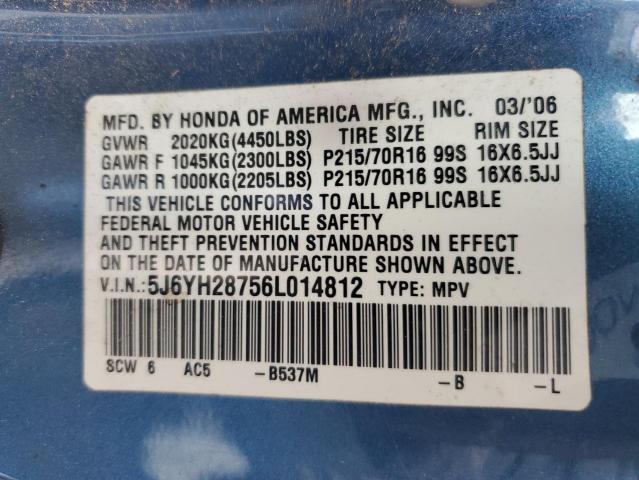 MFD. BY HONDA OF AMERICA MFG., INC. 03/'06
GVWR 2020KG(4450LBS) TIRE SIZE RIM SIZE
GAWR F 1045KG(2300LBS) P215/70R16 99S 16X6.5JJ
GAWR R 1000KG(2205LBS) P215/70R16 99S 16X6.5JJ
THIS VEHICLE CONFORMS TO ALL APPLICABLE
FEDERAL MOTOR VEHICLE SAFETY
AND THEFT PREVENTION STANDARDS IN EFFECT
ON THE DATE OF MANUFACTURE SHOWN ABOVE.
V.I.N.: 5J6YH28756L014812 TYPE: MPV
SCW 6 AC5 -B537M -B -L